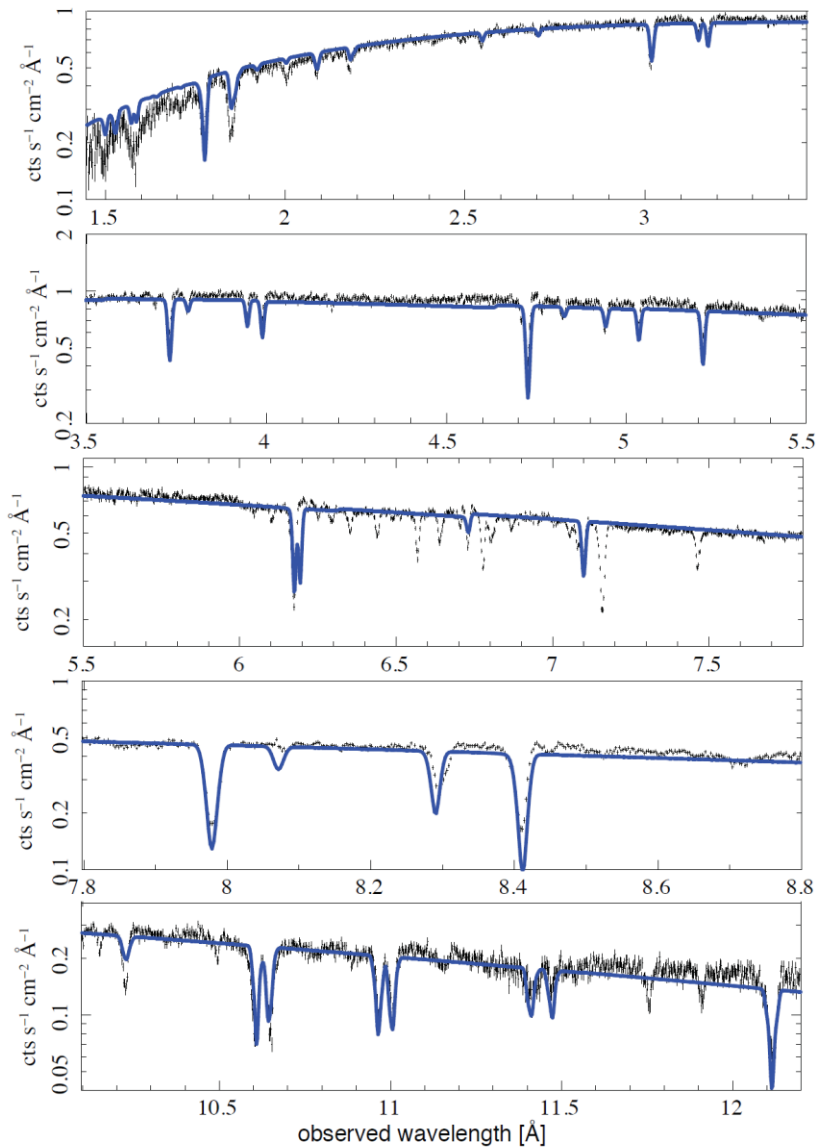 cts s⁻¹ cm⁻² Å⁻¹
1
0.5
0.2
0.1
1.5 2 2.5 3
cts s⁻¹ cm⁻² Å⁻¹
2
1
0.5
0.2
3.5 4 4.5 5 5.5
cts s⁻¹ cm⁻² Å⁻¹
1
0.5
0.2
5.5 6 6.5 7 7.5
cts s⁻¹ cm⁻² Å⁻¹
1
0.5
0.2
0.1
7.8 8 8.2 8.4 8.6 8.8
cts s⁻¹ cm⁻² Å⁻¹
0.2
0.1
0.05
10.5 11 11.5 12
observed wavelength [Å]